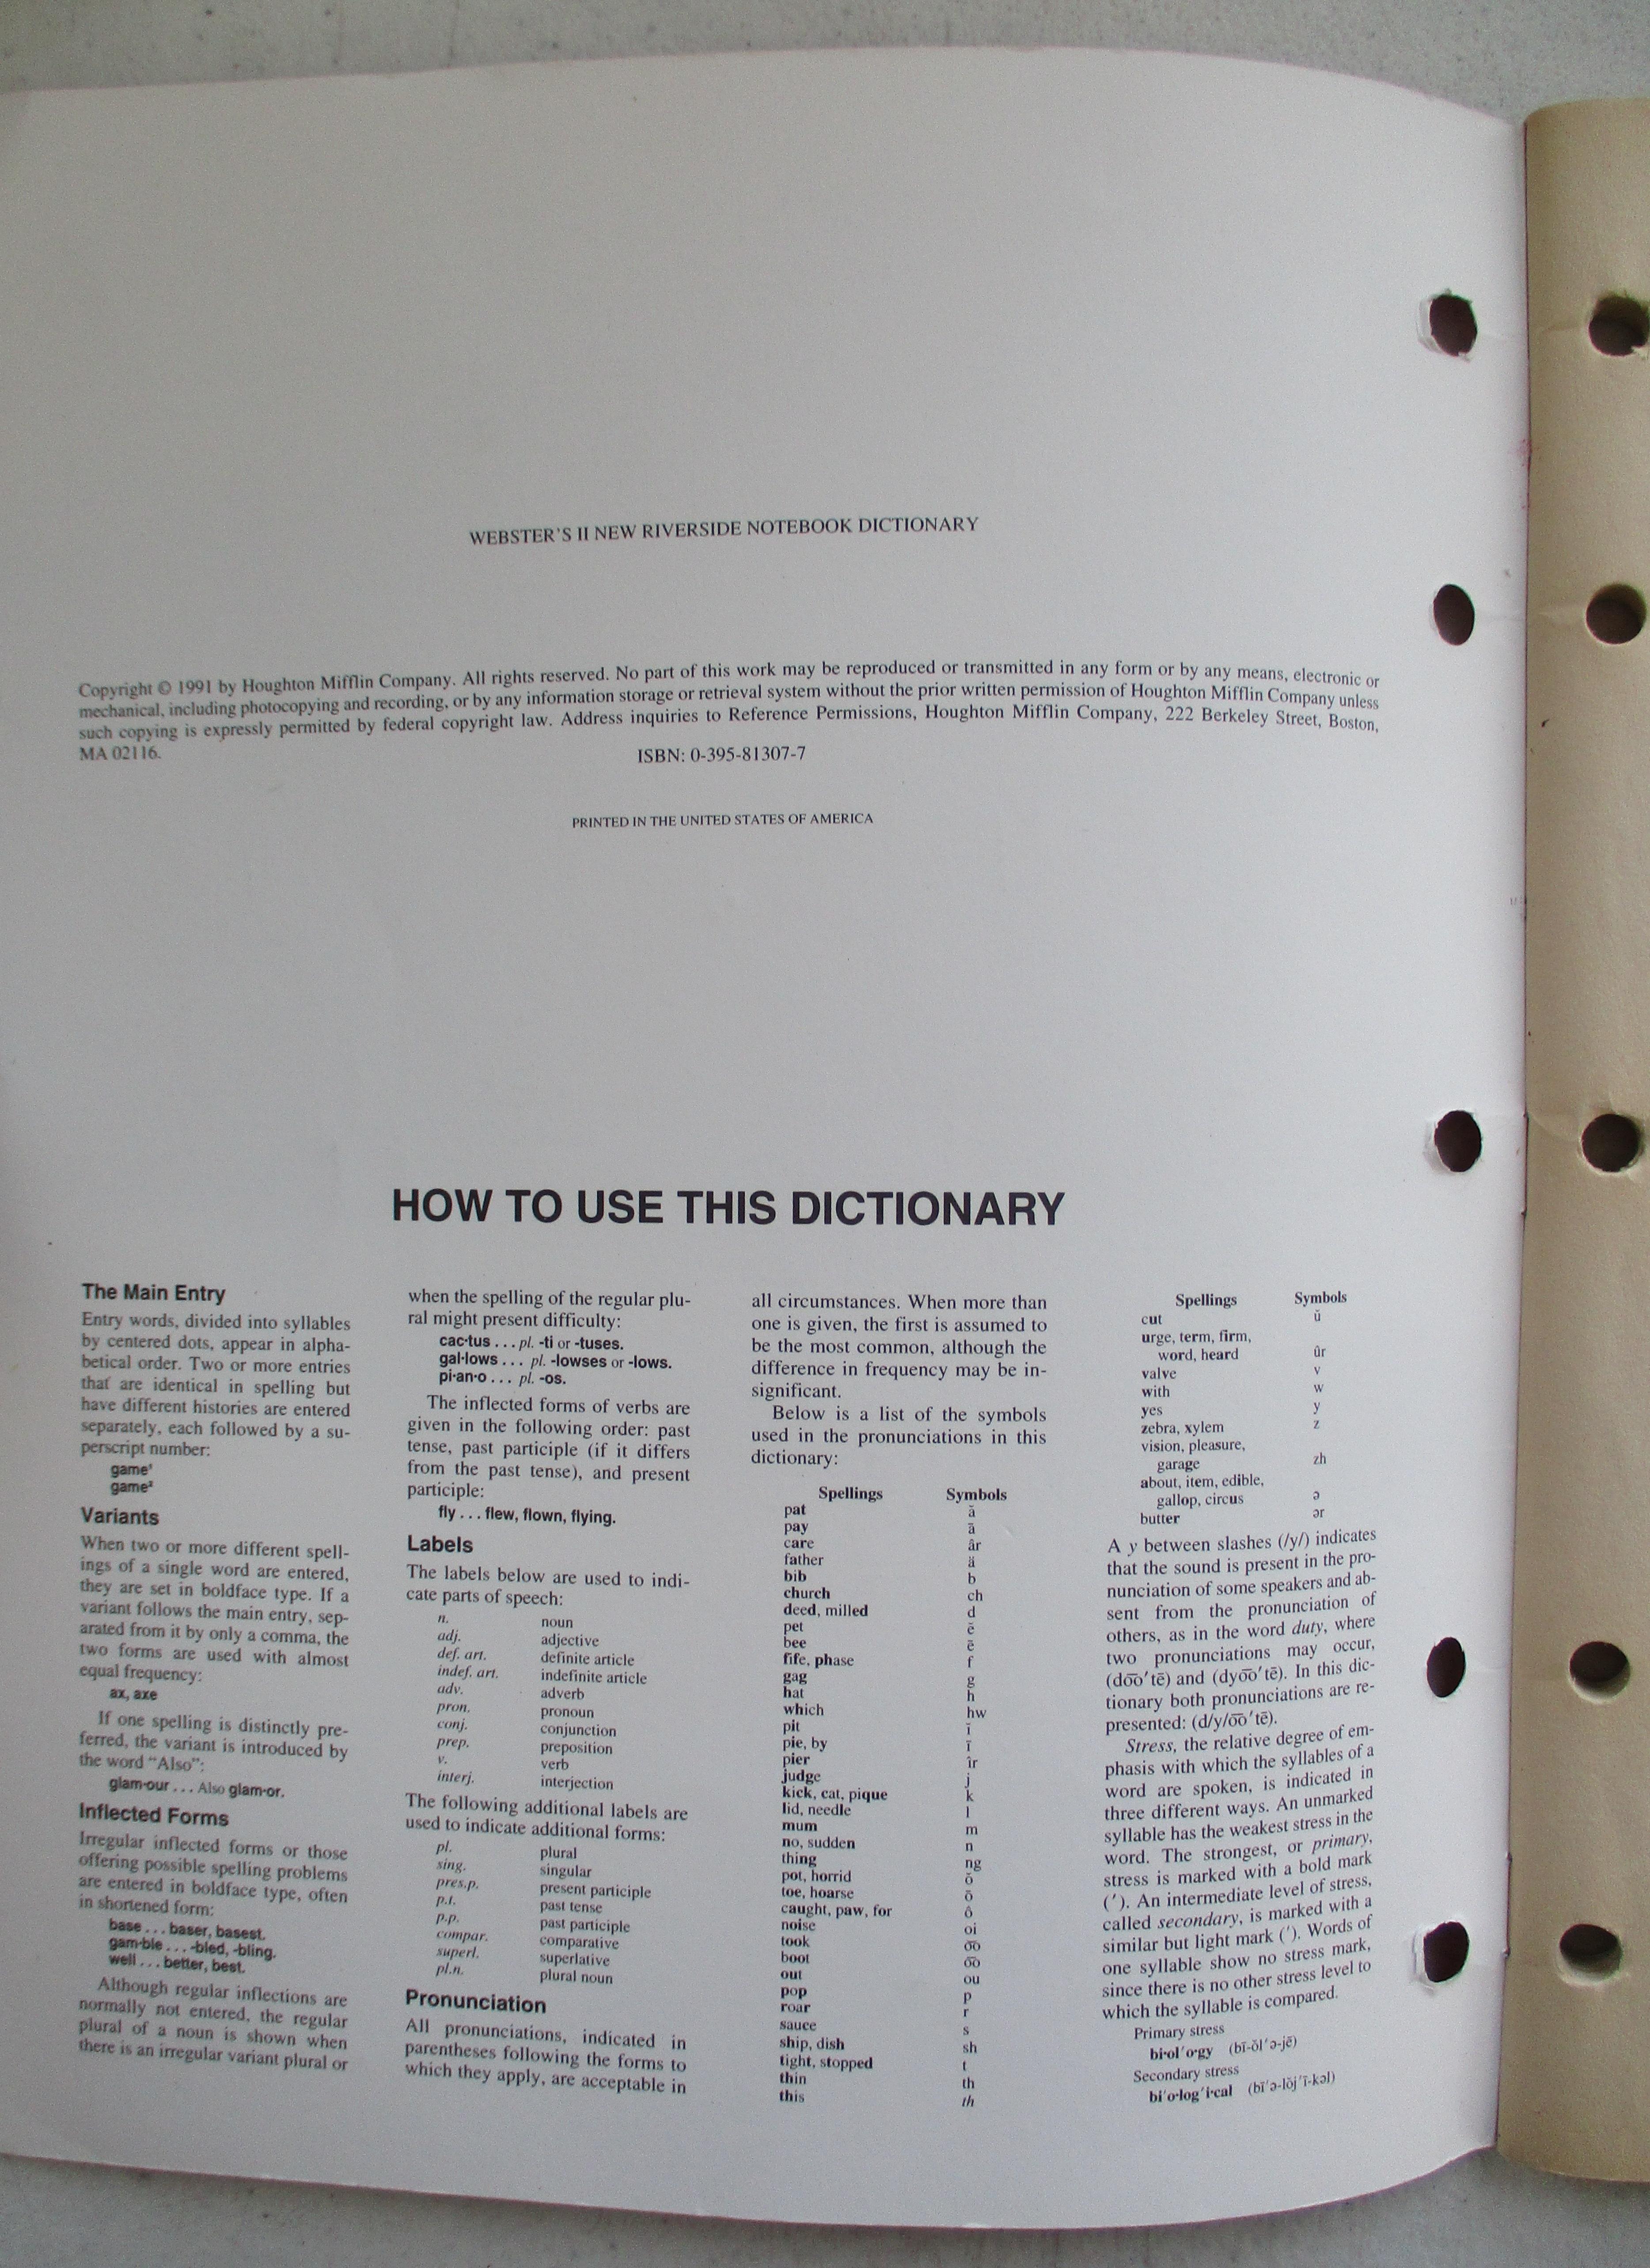 WEBSTER'S II NEW RIVERSIDE NOTEBOOK DICTIONARY
Copyright © 1991 by Houghton Mifflin Company. All rights reserved. No part of this work may be reproduced or transmitted in any form or by any means, electronic or
mechanical, including photocopying and recording, or by any information storage or retrieval system without the prior written permission of Houghton Mifflin Company unless
such copying is expressly permitted by federal copyright law. Address inquiries to Reference Permissions, Houghton Mifflin Company, 222 Berkeley Street, Boston,
MA 02116.
ISBN: 0-395-81307-7
PRINTED IN THE UNITED STATES OF AMERICA
HOW TO USE THIS DICTIONARY
The Main Entry
Entry words, divided into syllables
by centered dots, appear in alpha-
betical order. Two or more entries
that are identical in spelling but
have different histories are entered
separately, each followed by a su-
perscript number:
game¹
game²
Variants
When two or more different spell-
ings of a single word are entered,
they are set in boldface type. If a
variant follows the main entry, sep-
arated from it by only a comma, the
two forms are used with almost
equal frequency:
ax, axe
If one spelling is distinctly pre-
ferred, the variant is introduced by
the word "Also":
glam·our . . . Also glam·or.
Inflected Forms
Irregular inflected forms or those
offering possible spelling problems
are entered in boldface type, often
in shortened form:
base . . . baser, basest.
gam·ble . . . -bled, -bling.
well . . . better, best.
Although regular inflections are
normally not entered, the regular
plural of a noun is shown when
there is an irregular variant plural or
when the spelling of the regular plu-
ral might present difficulty:
cac·tus . . . pl. -ti or -tuses.
gal·lows . . . pl. -lowses or -lows.
pi·an·o . . . pl. -os.
The inflected forms of verbs are
given in the following order: past
tense, past participle (if it differs
from the past tense), and present
participle:
fly . . . flew, flown, flying.
Labels
The labels below are used to indi-
cate parts of speech:
n. noun
adj. adjective
def. art. definite article
indef. art. indefinite article
adv. adverb
pron. pronoun
conj. conjunction
prep. preposition
v. verb
interj. interjection
The following additional labels are
used to indicate additional forms:
pl. plural
sing. singular
pres.p. present participle
p.t. past tense
p.p. past participle
compar. comparative
superl. superlative
pl.n. plural noun
Pronunciation
All pronunciations, indicated in
parentheses following the forms to
which they apply, are acceptable in
all circumstances. When more than
one is given, the first is assumed to
be the most common, although the
difference in frequency may be in-
significant.
Below is a list of the symbols
used in the pronunciations in this
dictionary:
Spellings Symbols
pat ă
pay ā
care âr
father ä
bib b
church ch
deed, milled d
pet ĕ
bee ē
fife, phase f
gag g
hat h
which hw
pit ĭ
pie, by ī
pier îr
judge j
kick, cat, pique k
lid, needle l
mum m
no, sudden n
thing ng
pot, horrid ŏ
toe, hoarse ō
caught, paw, for ô
noise oi
took o͝o
boot o͞o
out ou
pop p
roar r
sauce s
ship, dish sh
tight, stopped t
thin th
this th
Spellings Symbols
cut ŭ
urge, term, firm,
word, heard ûr
valve v
with w
yes y
zebra, xylem z
vision, pleasure,
garage zh
about, item, edible,
gallop, circus ə
butter ər
A y between slashes (/y/) indicates
that the sound is present in the pro-
nunciation of some speakers and ab-
sent from the pronunciation of
others, as in the word duty, where
two pronunciations may occur,
(do͞o′tē) and (dyo͞o′tē). In this dic-
tionary both pronunciations are re-
presented: (d/y/o͞o′tē).
Stress, the relative degree of em-
phasis with which the syllables of a
word are spoken, is indicated in
three different ways. An unmarked
syllable has the weakest stress in the
word. The strongest, or primary,
stress is marked with a bold mark
(′). An intermediate level of stress,
called secondary, is marked with a
similar but light mark (′). Words of
one syllable show no stress mark,
since there is no other stress level to
which the syllable is compared.
Primary stress
bi·ol′o·gy (bī-ŏl′ə-jē)
Secondary stress
bi′o·log′i·cal (bī′ə-lŏj′ĭ-kəl)